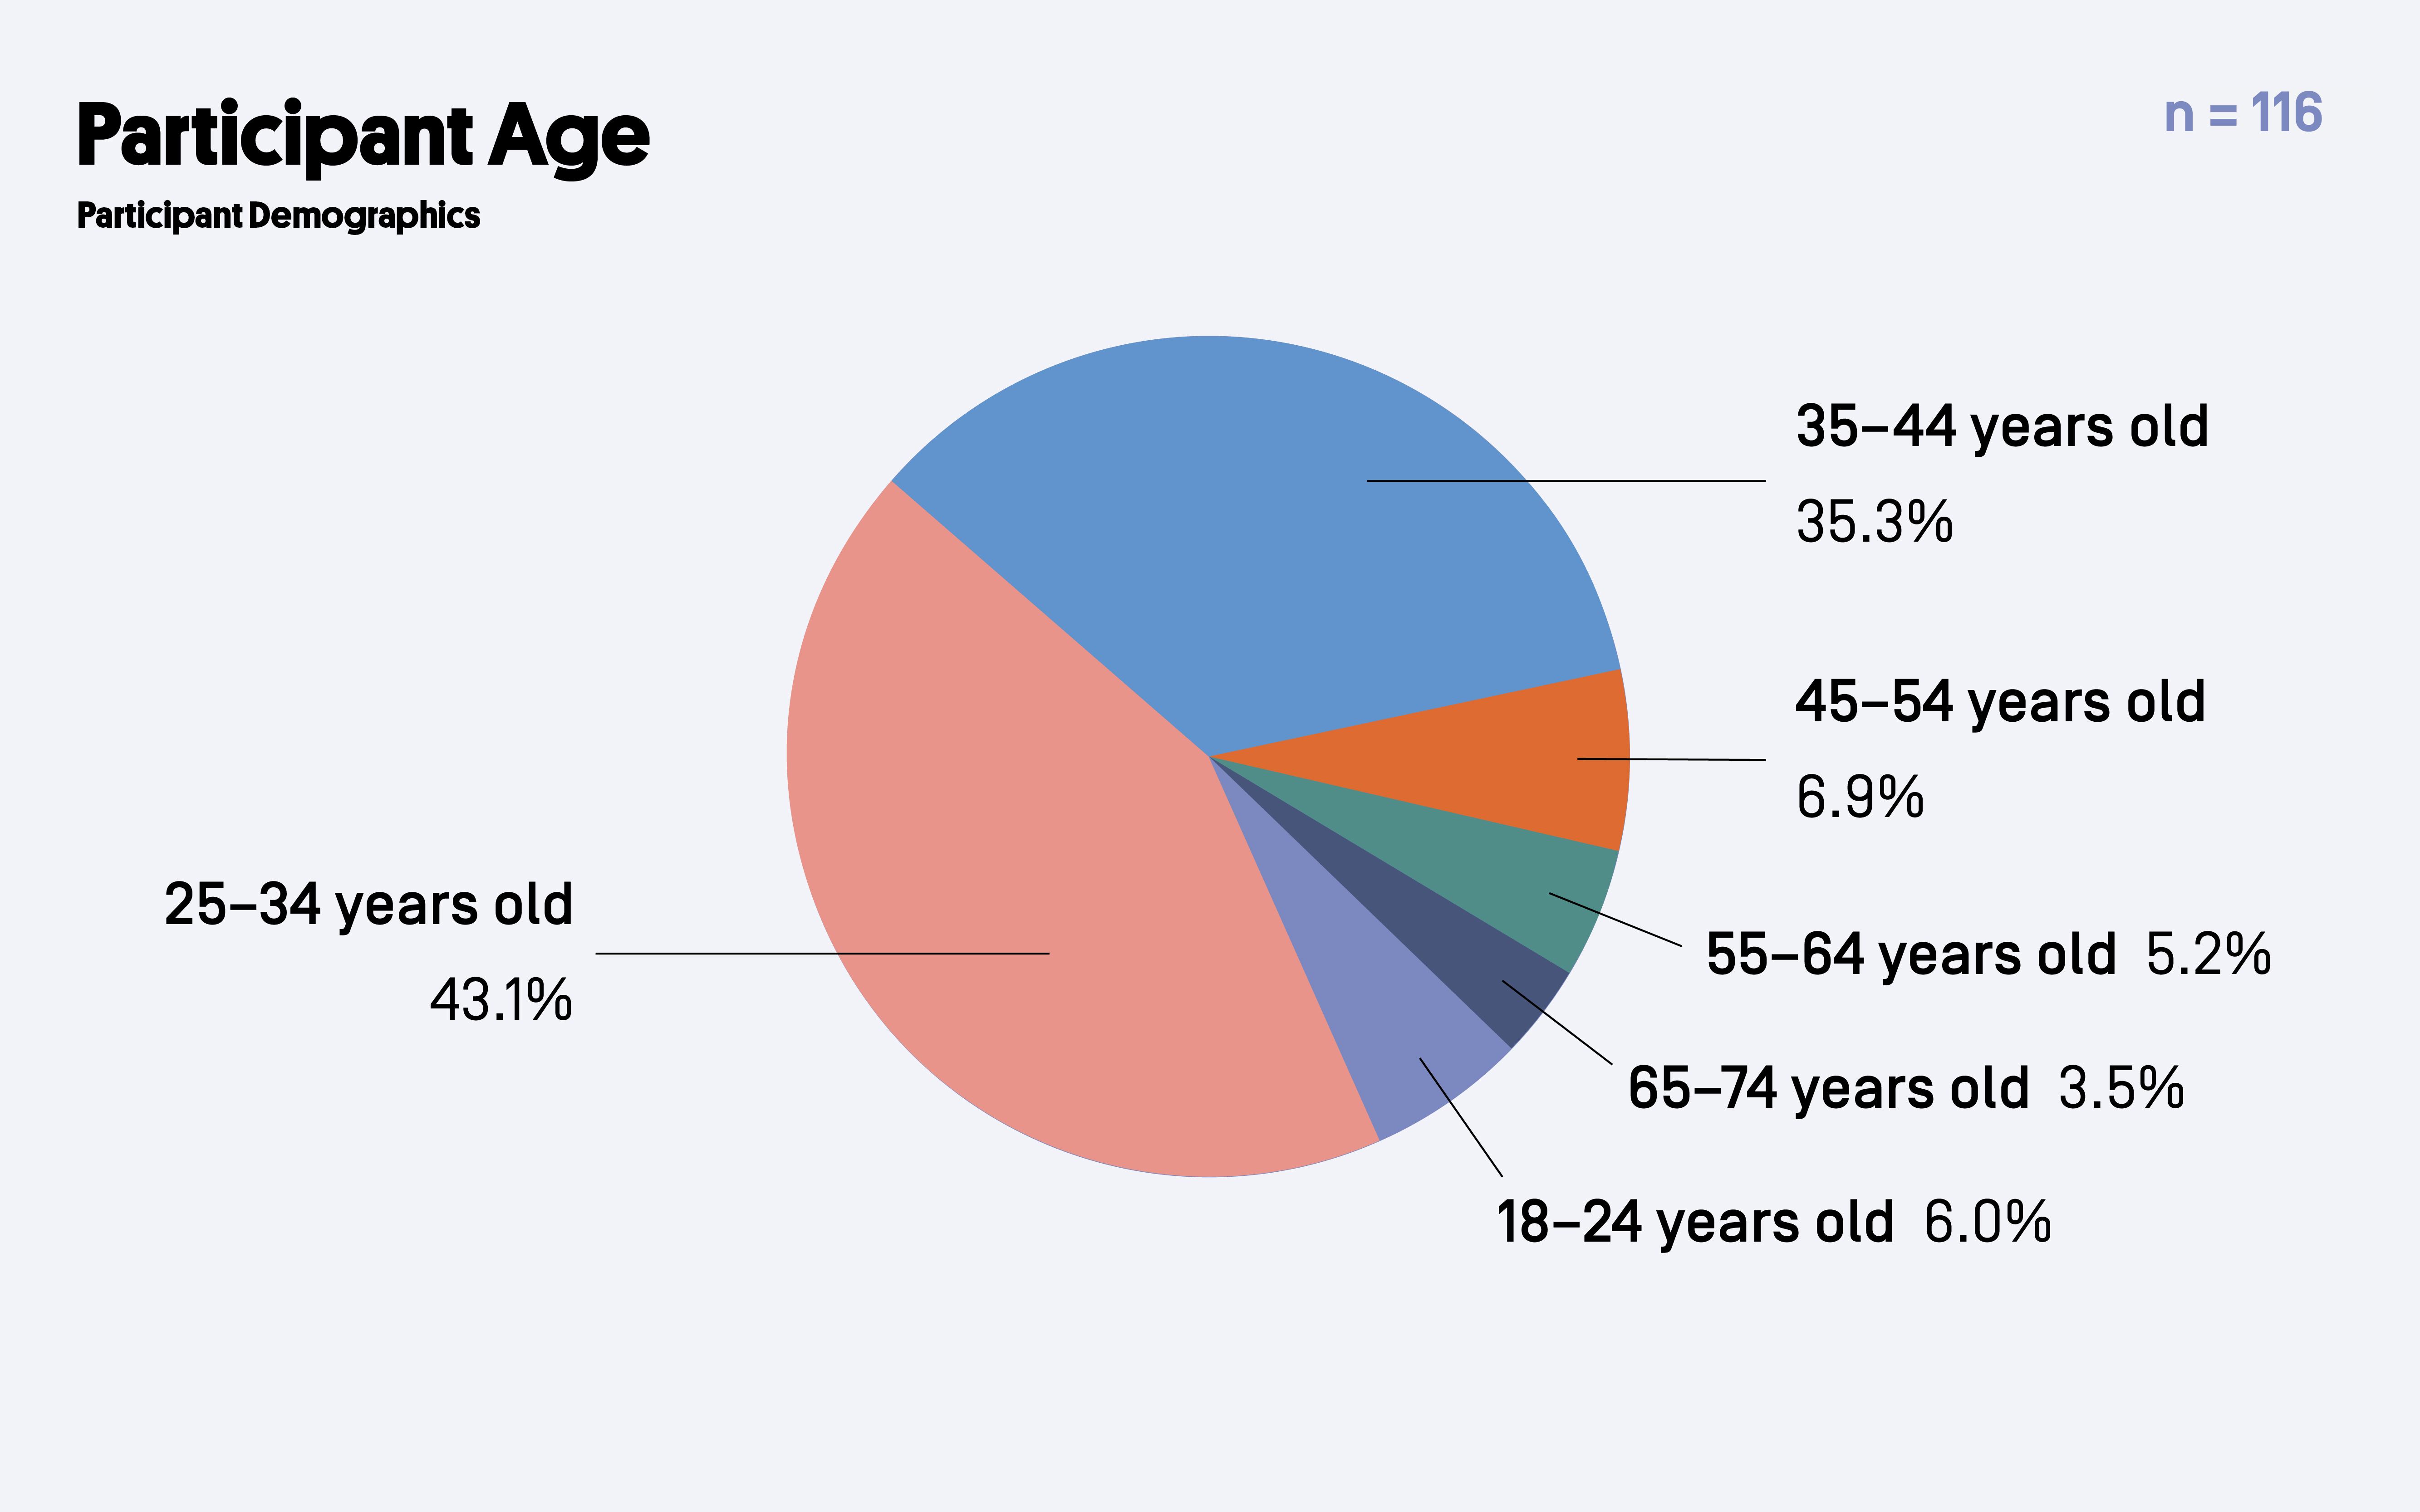 Participant Age
Participant Demographics
n = 116
35–44 years old
35.3%
45–54 years old
6.9%
25–34 years old
43.1%
55–64 years old 5.2%
65–74 years old 3.5%
18–24 years old 6.0%